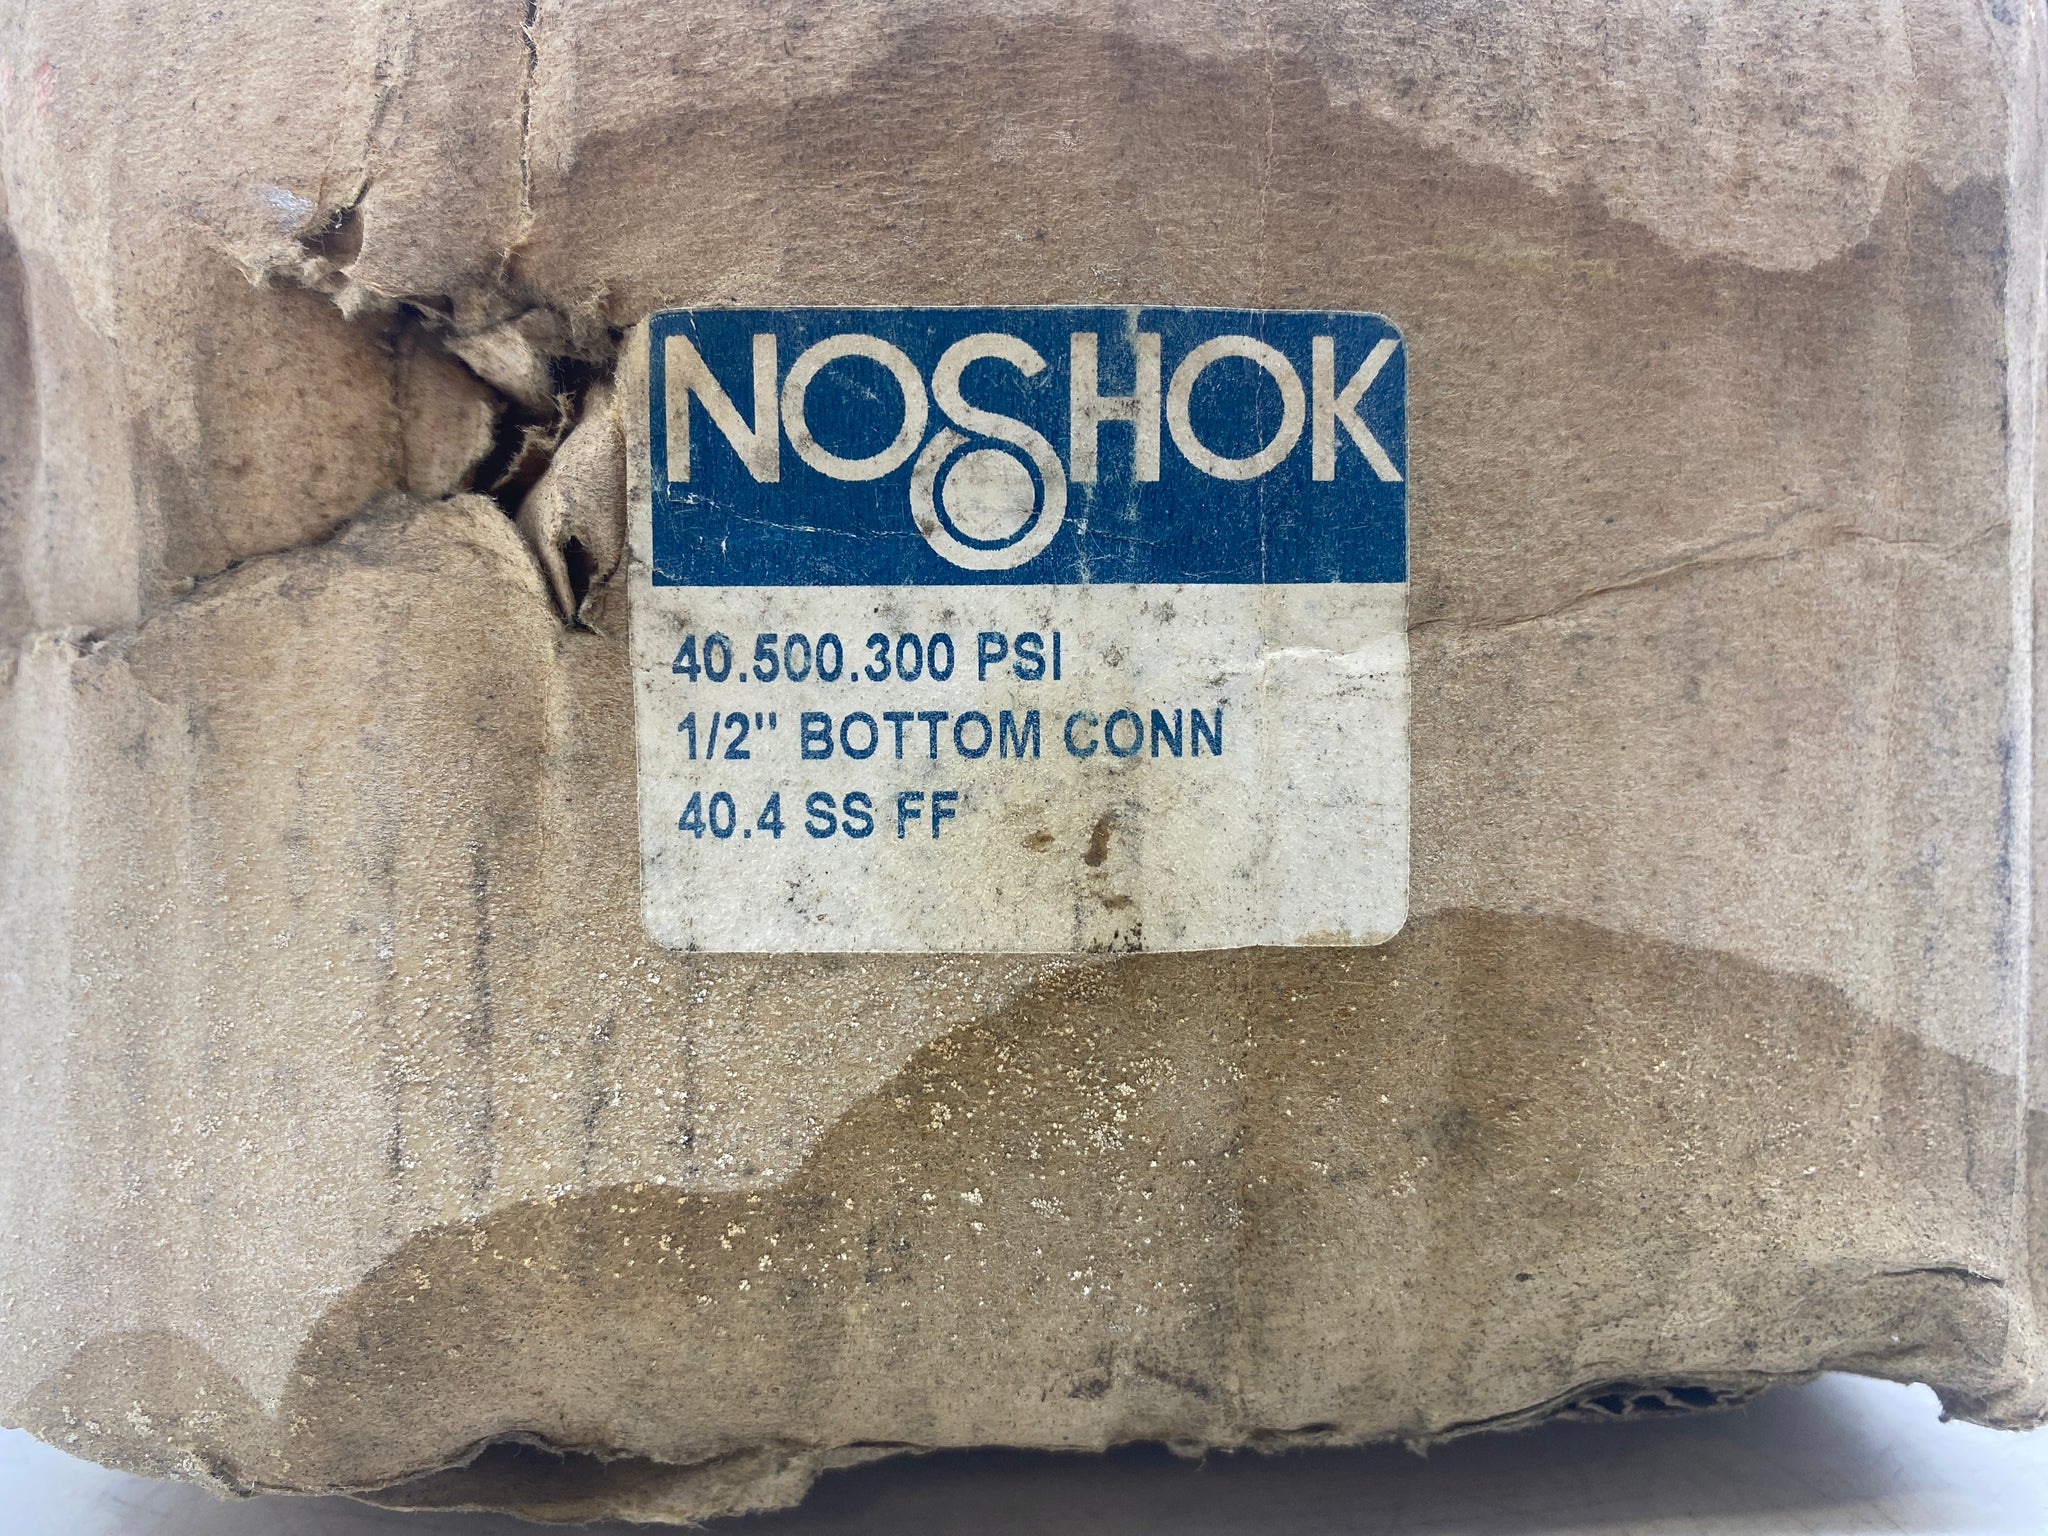 NOSHOK
40.500.300 PSI
1/2" BOTTOM CONN
40.4 SS FF